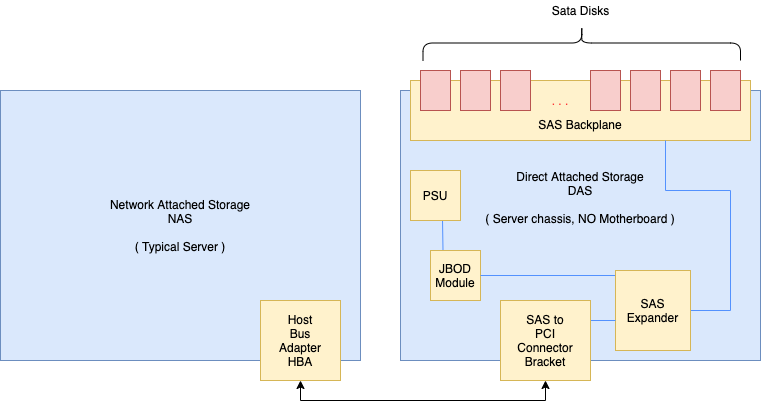 Sata Disks
. . .
SAS Backplane
Network Attached Storage
NAS
( Typical Server )
Direct Attached Storage
DAS
( Server chassis, NO Motherboard )
PSU
JBOD
Module
SAS
Expander
Host
Bus
Adapter
HBA
SAS to
PCI
Connector
Bracket